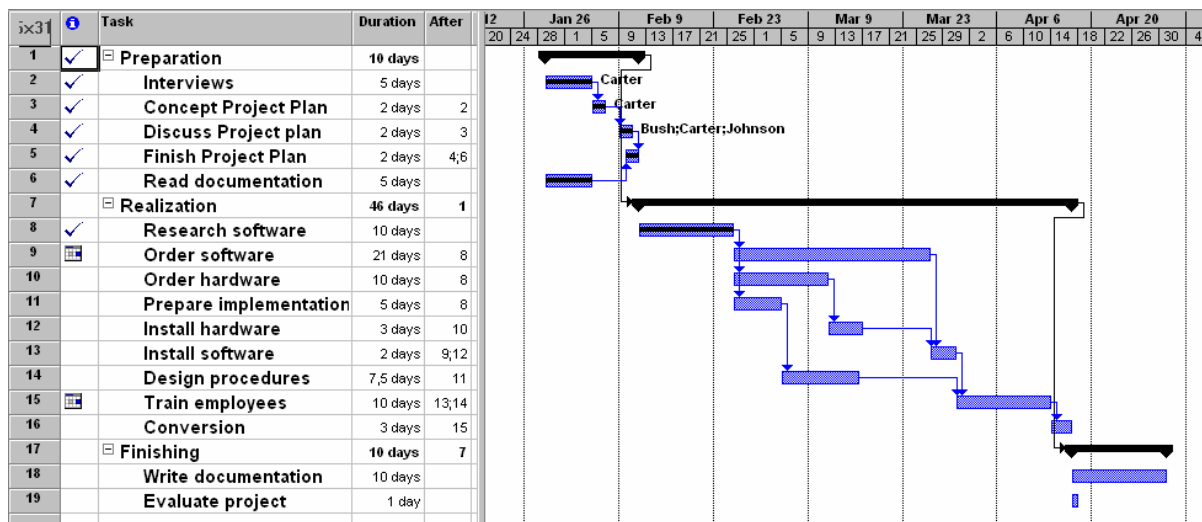 5x31 Task Duration After 12 Jan 26 Feb 9 Feb 23 Mar 9 Mar 23 Apr 6 Apr 20
20 24 28 1 5 9 13 17 21 25 1 5 9 13 17 21 25 29 2 6 10 14 18 22 26 30 4
1 Preparation 10 days
2 Interviews 5 days Carter
3 Concept Project Plan 2 days 2 Carter
4 Discuss Project plan 2 days 3 Bush;Carter;Johnson
5 Finish Project Plan 2 days 4;6
6 Read documentation 5 days
7 Realization 46 days 1
8 Research software 10 days
9 Order software 21 days 8
10 Order hardware 10 days 8
11 Prepare implementation 5 days 8
12 Install hardware 3 days 10
13 Install software 2 days 9;12
14 Design procedures 7,5 days 11
15 Train employees 10 days 13;14
16 Conversion 3 days 15
17 Finishing 10 days 7
18 Write documentation 10 days
19 Evaluate project 1 day